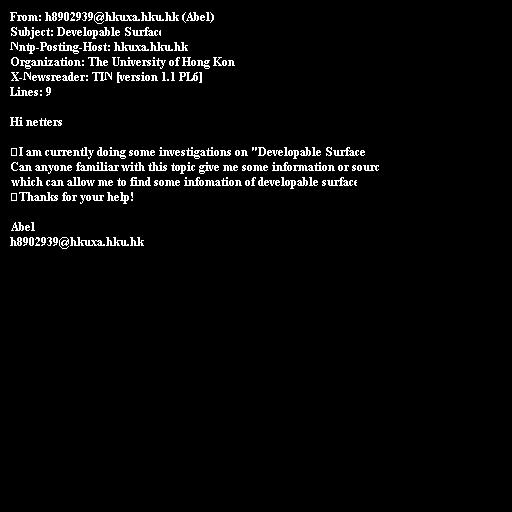 From: h8902939@hkuxa.hku.hk (Abel)
Subject: Developable Surface
Nntp-Posting-Host: hkuxa.hku.hk
Organization: The University of Hong Kon
X-Newsreader: TIN [version 1.1 PL6]
Lines: 9
Hi netters
I am currently doing some investigations on "Developable Surface
Can anyone familiar with this topic give me some information or sourc
which can allow me to find some infomation of developable surface
Thanks for your help!
Abel
h8902939@hkuxa.hku.hk